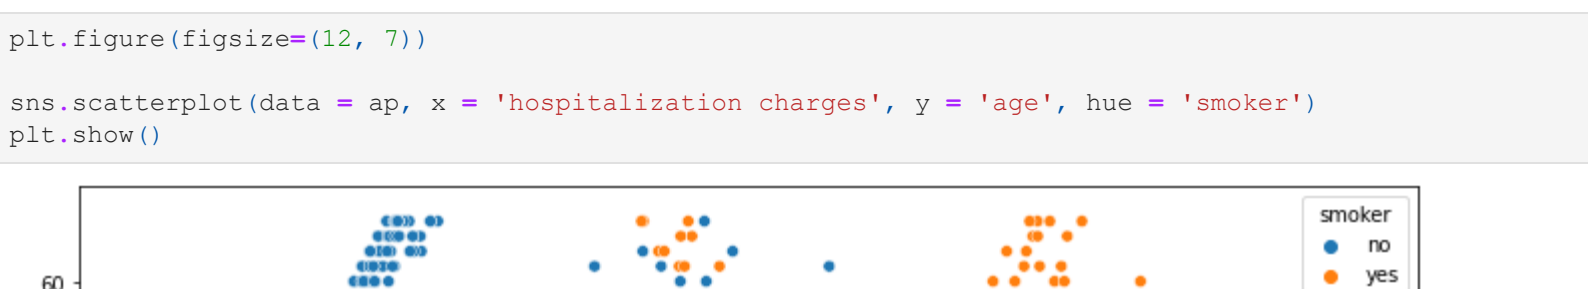 plt.figure(figsize=(12, 7))
sns.scatterplot(data = ap, x = 'hospitalization charges', y = 'age', hue = 'smoker')
plt.show()
smoker
no
yes
60